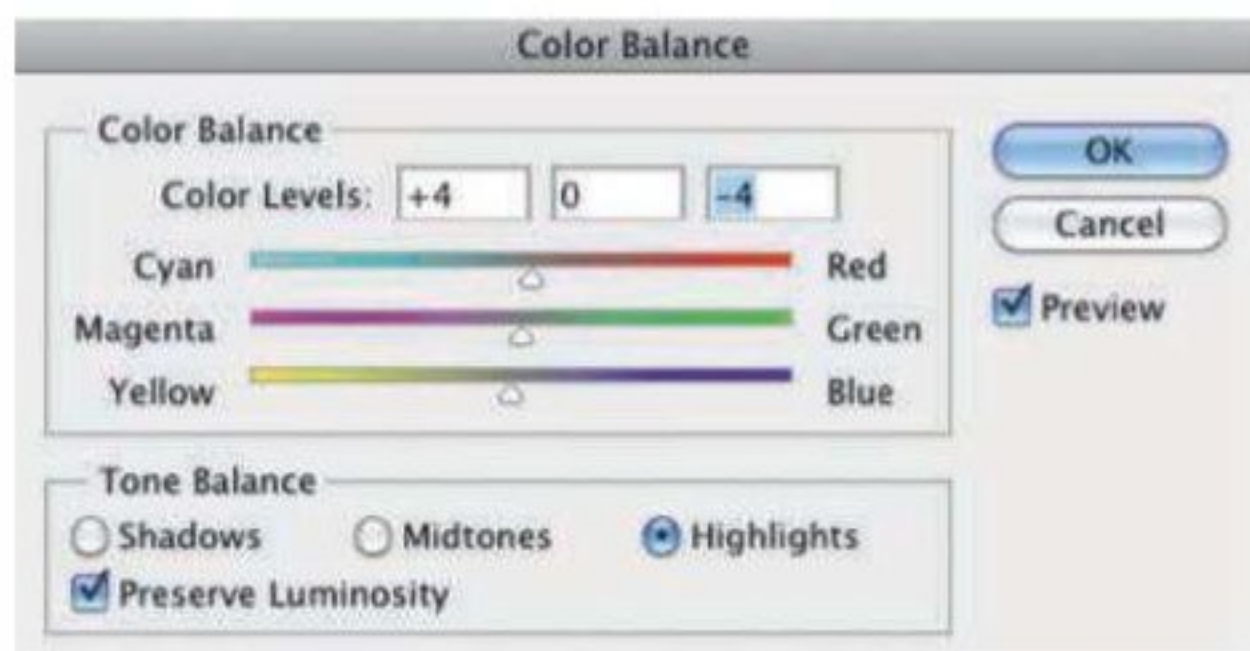 Color Balance
Color Balance
Color Levels: +4 0 -4
Cyan Red
Magenta Green
Yellow Blue
Tone Balance
Shadows Midtones Highlights
Preserve Luminosity
OK
Cancel
Preview